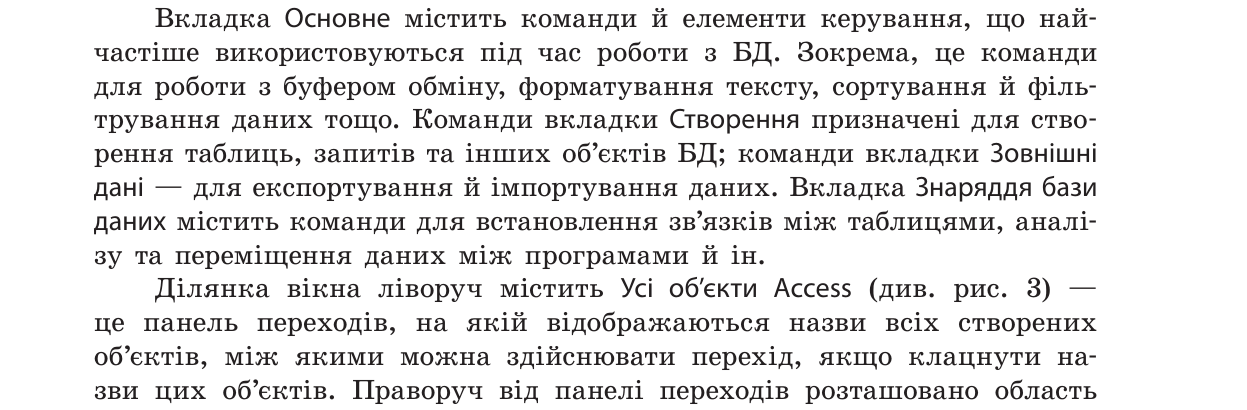 Вкладка Основне містить команди й елементи керування, що най-
частіше використовуються під час роботи з БД. Зокрема, це команди
для роботи з буфером обміну, форматування тексту, сортування й філь-
трування даних тощо. Команди вкладки Створення призначені для ство-
рення таблиць, запитів та інших об’єктів БД; команди вкладки Зовнішні
дані — для експортування й імпортування даних. Вкладка Знаряддя бази
даних містить команди для встановлення зв’язків між таблицями, аналі-
зу та переміщення даних між програмами й ін.
Ділянка вікна ліворуч містить Усі об’єкти Access (див. рис. 3) —
це панель переходів, на якій відображаються назви всіх створених
об’єктів, між якими можна здійснювати перехід, якщо клацнути на-
зви цих об’єктів. Праворуч від панелі переходів розташовано область